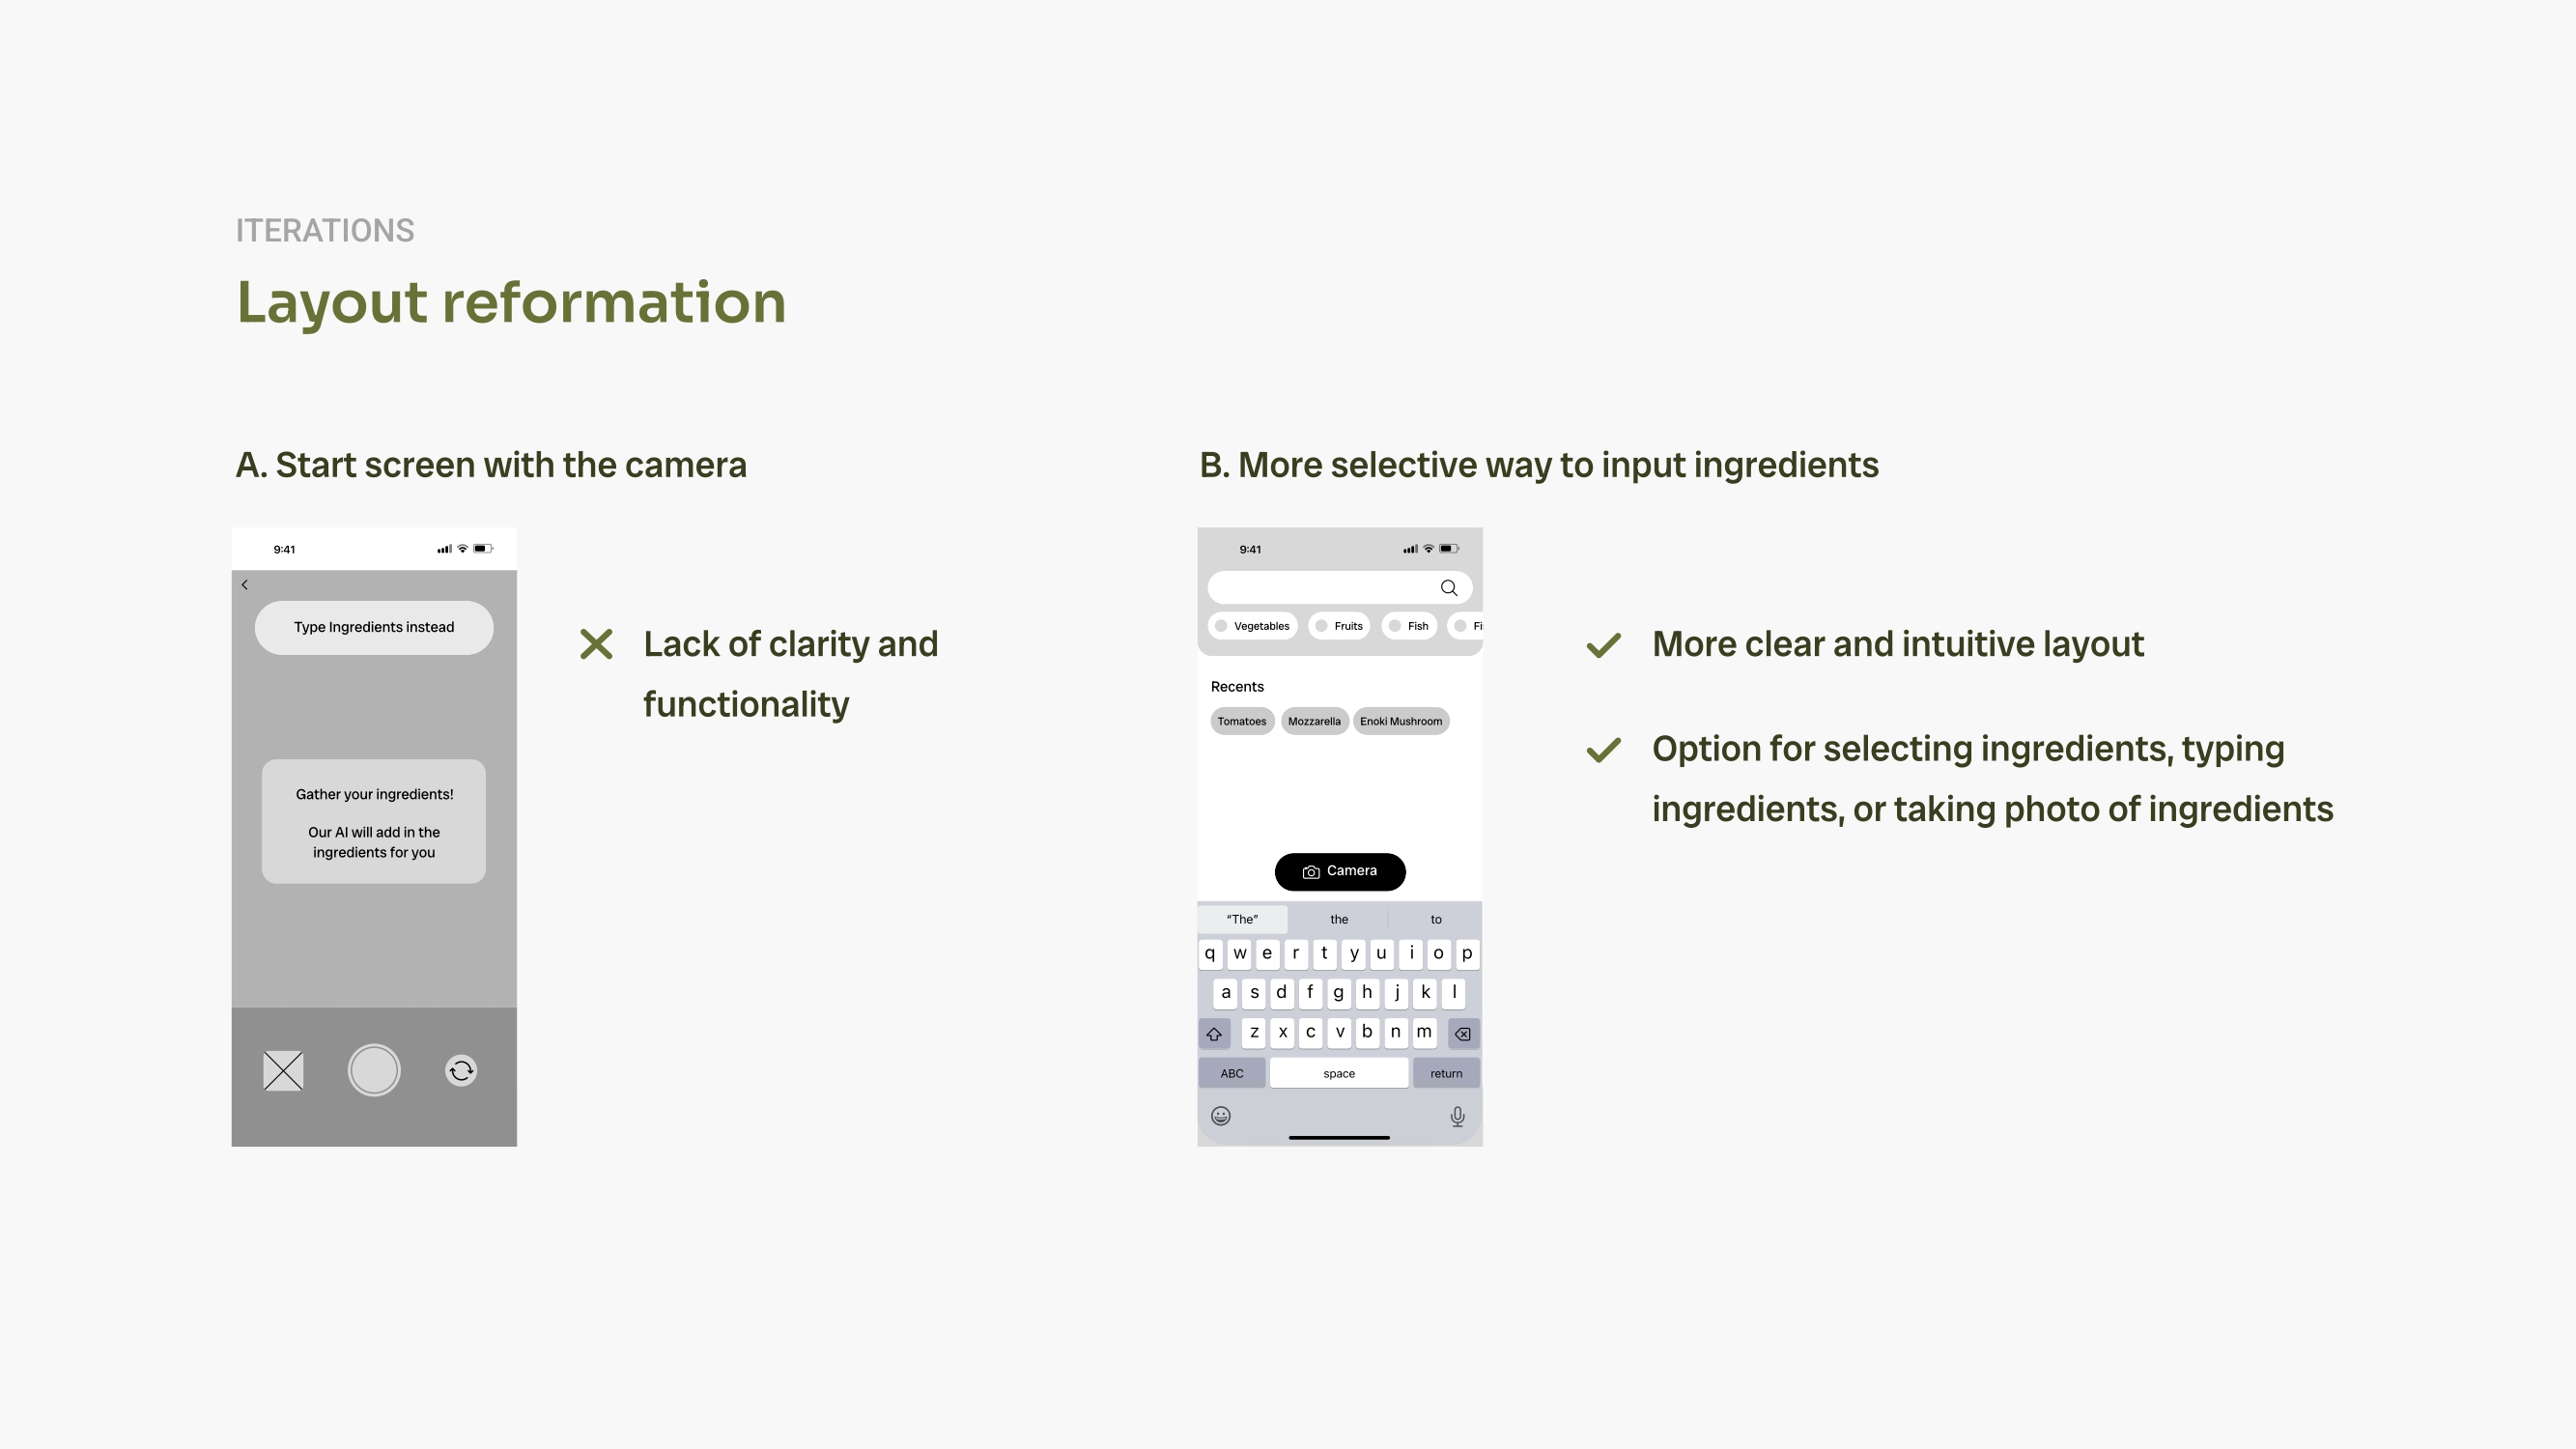 ITERATIONS
Layout reformation
A. Start screen with the camera
9:41
Type Ingredients instead
Gather your ingredients!
Our AI will add in the
ingredients for you
Lack of clarity and
functionality
B. More selective way to input ingredients
9:41
Vegetables Fruits Fish Fi
Recents
Tomatoes Mozzarella Enoki Mushroom
Camera
“The” the to
q w e r t y u i o p
a s d f g h j k l
z x c v b n m
ABC space return
More clear and intuitive layout
Option for selecting ingredients, typing
ingredients, or taking photo of ingredients